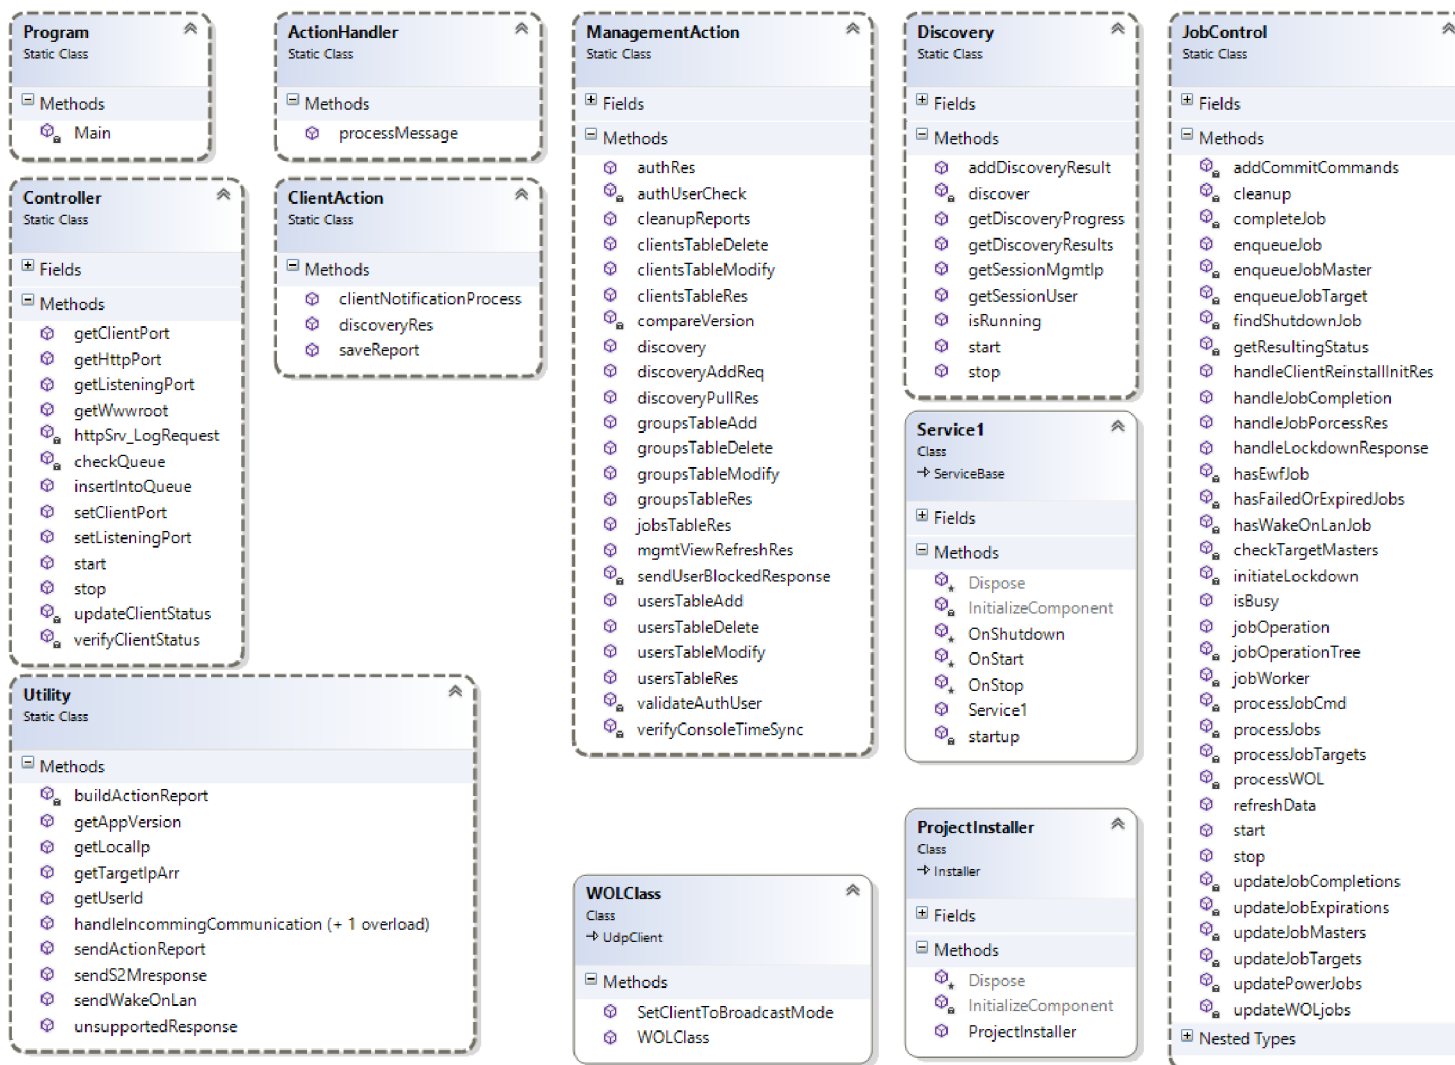 Program
Static Class
Methods
Main
Controller
Static Class
Fields
Methods
getClientPort
getHttpPort
getListeningPort
getWwwroot
httpSrv_LogRequest
checkQueue
insertIntoQueue
setClientPort
setListeningPort
start
stop
updateClientStatus
verifyClientStatus
Utility
Static Class
Methods
buildActionReport
getAppVersion
getLocalIp
getTargetIpArr
getUserId
handleIncommingCommunication (+ 1 overload)
sendActionReport
sendS2Mresponse
sendWakeOnLan
unsupportedResponse
ActionHandler
Static Class
Methods
processMessage
ClientAction
Static Class
Methods
clientNotificationProcess
discoveryRes
saveReport
ManagementAction
Static Class
Fields
Methods
authRes
authUserCheck
cleanupReports
clientsTableDelete
clientsTableModify
clientsTableRes
compareVersion
discovery
discoveryAddReq
discoveryPullRes
groupsTableAdd
groupsTableDelete
groupsTableModify
groupsTableRes
jobsTableRes
mgmtViewRefreshRes
sendUserBlockedResponse
usersTableAdd
usersTableDelete
usersTableModify
usersTableRes
validateAuthUser
verifyConsoleTimeSync
WOLClass
Class
UdpClient
Methods
SetClientToBroadcastMode
WOLClass
Discovery
Static Class
Fields
Methods
addDiscoveryResult
discover
getDiscoveryProgress
getDiscoveryResults
getSessionMgmtIp
getSessionUser
isRunning
start
stop
Service1
Class
ServiceBase
Fields
Methods
Dispose
InitializeComponent
OnShutdown
OnStart
OnStop
Service1
startup
ProjectInstaller
Class
Installer
Fields
Methods
Dispose
InitializeComponent
ProjectInstaller
JobControl
Static Class
Fields
Methods
addCommitCommands
cleanup
completeJob
enqueueJob
enqueueJobMaster
enqueueJobTarget
findShutdownJob
getResultingStatus
handleClientReinstallInitRes
handleJobCompletion
handleJobPorcessRes
handleLockdownResponse
hasEwfJob
hasFailedOrExpiredJobs
hasWakeOnLanJob
checkTargetMasters
initiateLockdown
isBusy
jobOperation
jobOperationTree
jobWorker
processJobCmd
processJobs
processJobTargets
processWOL
refreshData
start
stop
updateJobCompletions
updateJobExpirations
updateJobMasters
updateJobTargets
updatePowerJobs
updateWOLjobs
Nested Types